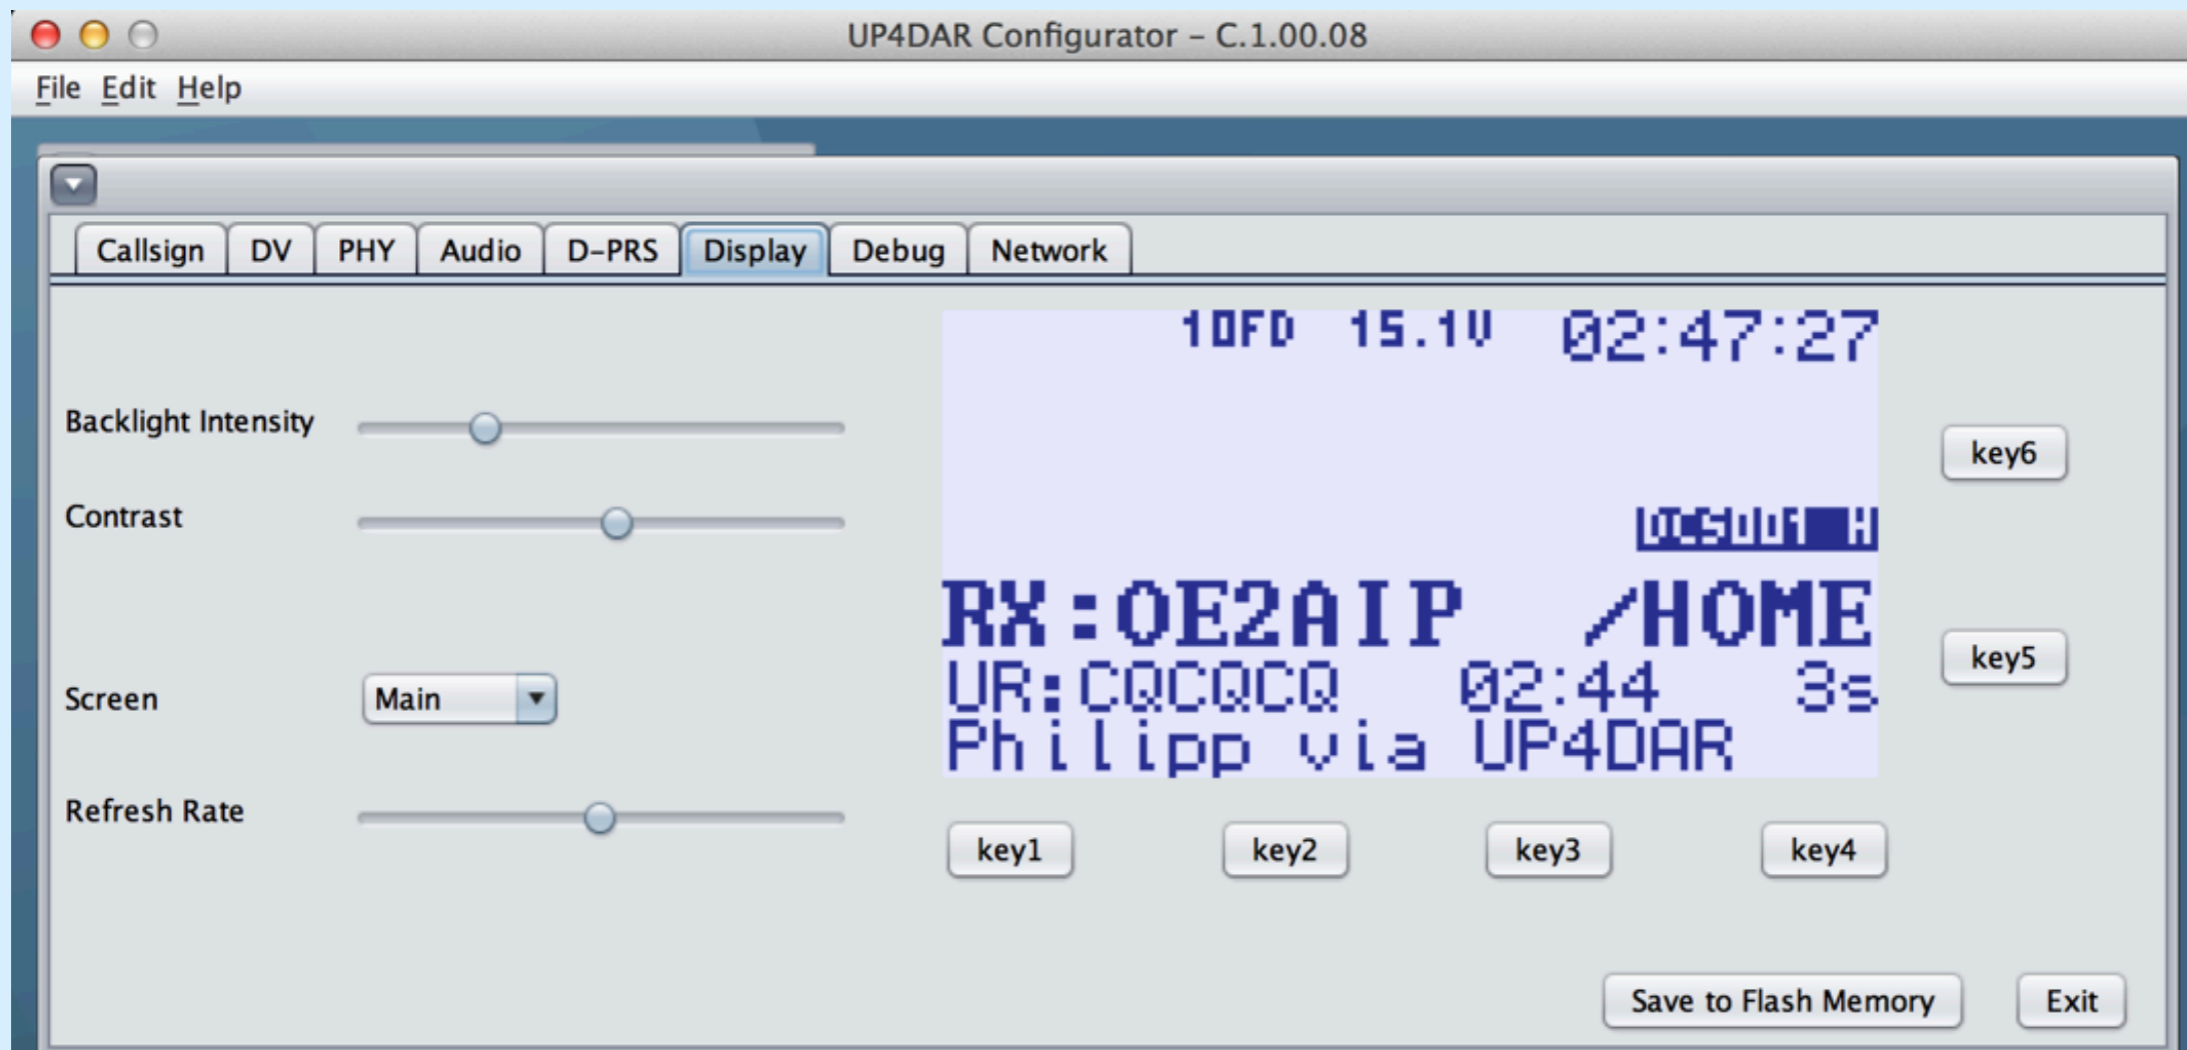 UP4DAR Configurator – C.1.00.08
File Edit Help
Callsign DV PHY Audio D-PRS Display Debug Network
10FD 15.1V 02:47:27
Backlight Intensity
key6
Contrast
RX:OE2AIP /HOME
key5
UR:CQCQCQ 02:44 3s
Screen Main
Philipp via UP4DAR
Refresh Rate
key1 key2 key3 key4
Save to Flash Memory Exit